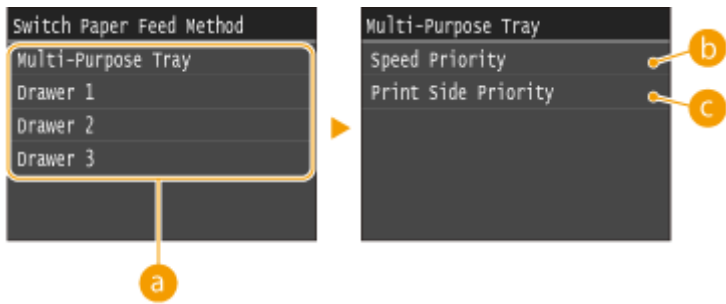 Switch Paper Feed Method
Multi-Purpose Tray
Drawer 1
Drawer 2
Drawer 3
a
Multi-Purpose Tray
Speed Priority
b
Print Side Priority
c